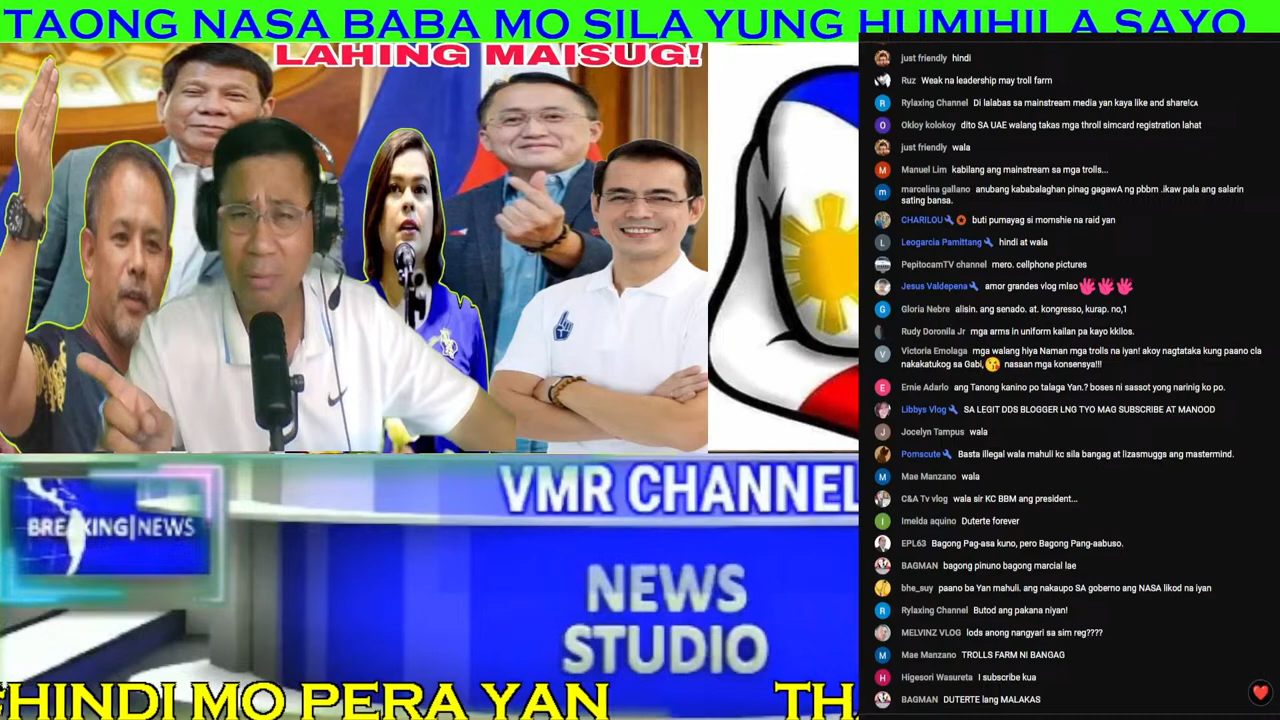 TAONG NASA BABA MO SILA YUNG HUMIHILA SAYO
LAHING MAISUG!
just friendly hindi
Ruz Weak na leadership may troll farm
Rylaxing Channel Di lalabas sa mainstream media yan kaya like and share!
Okloy kolokoy dito SA UAE walang takas mga throll simcard registration lahat
just friendly wala
Manuel Lim kabilang ang mainstream sa mga trolls...
marcelina gallano anubang kababalaghan pinag gagawA ng pbbm .ikaw pala ang salarin
sating bansa.
CHARILOU buti pumayag si momshie na raid yan
Leogarcia Pamittang hindi at wala
PepitocamTV channel mero. cellphone pictures
Jesus Valdepena amor grandes vlog mlso
Gloria Nebre alisin. ang senado. at. kongresso, kurap. no,1
Rudy Doronila Jr mga arms in uniform kailan pa kayo kkilos.
Victoria Emolaga mga walang hiya Naman mga trolls na iyan! akoy nagtataka kung paano cla
nakakatukog sa Gabi,😘 nasaan mga konsensya!!!
Ernie Adarlo ang Tanong kanino po talaga Yan.? boses ni sassot yong narinig ko po.
Libbys Vlog SA LEGIT DDS BLOGGER LNG TYO MAG SUBSCRIBE AT MANOOD
Jocelyn Tampus wala
Pomscute Basta illegal wala mahuli kc sila bangag at lizasmuggs ang mastermind.
Mae Manzano wala
C&A Tv vlog wala sir KC BBM ang president...
Imelda aquino Duterte forever
EPL63 Bagong Pag-asa kuno, pero Bagong Pang-aabuso.
BAGMAN bagong pinuno bagong marcial lae
bhe_suy paano ba Yan mahuli. ang nakaupo SA goberno ang NASA likod na iyan
Rylaxing Channel Butod ang pakana niyan!
MELVINZ VLOG lods anong nangyari sa sim reg????
Mae Manzano TROLLS FARM NI BANGAG
Higesori Wasureta I subscribe kua
BAGMAN DUTERTE lang MALAKAS
VMR CHANNEL
BREAKING|NEWS
NEWS
STUDIO
HINDI MO PERA YAN